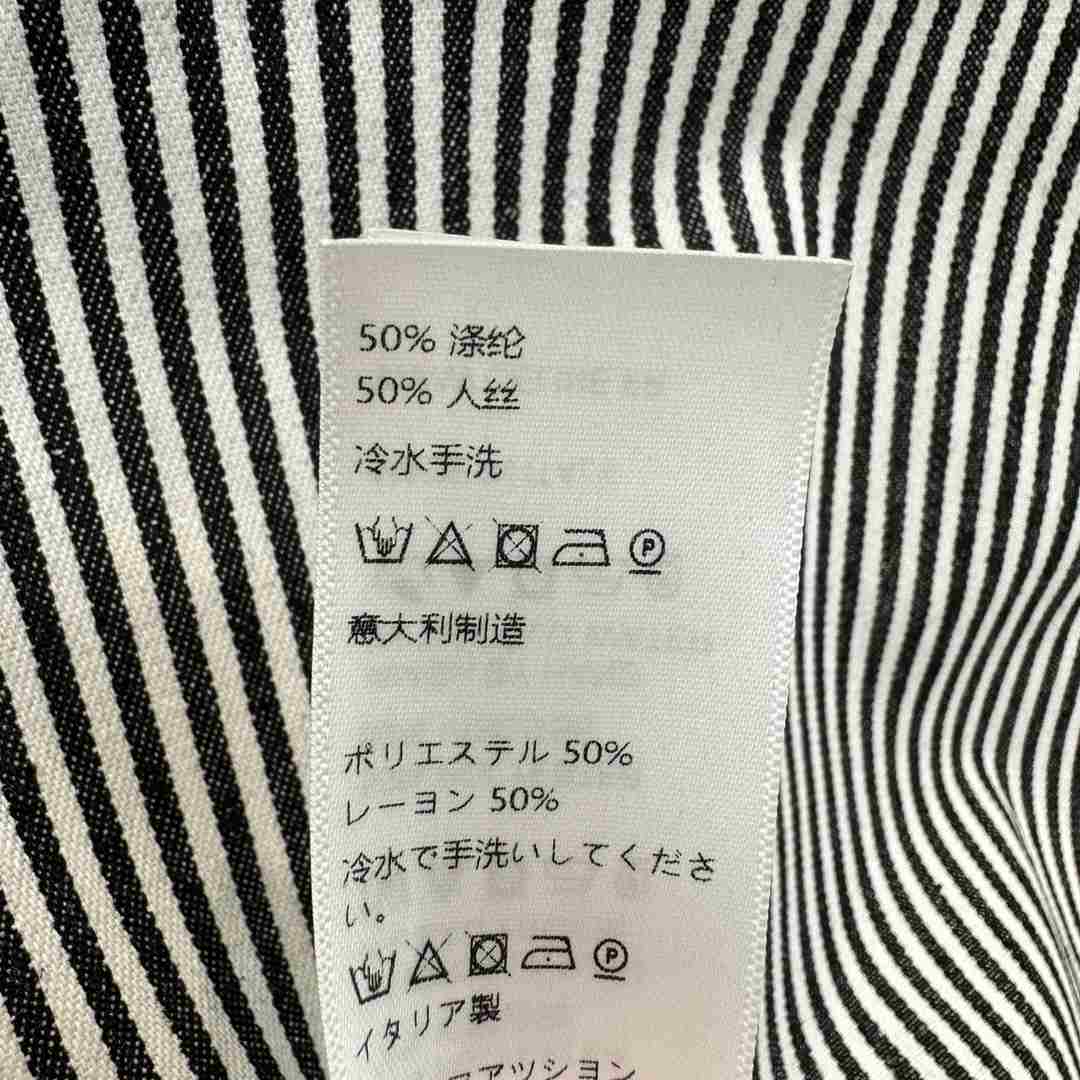 50% 涤纶
50% 人丝
冷水手洗
P
意大利制造
ポリエステル 50%
レーヨン 50%
冷水で手洗いしてくださ
い。
P
イタリア製